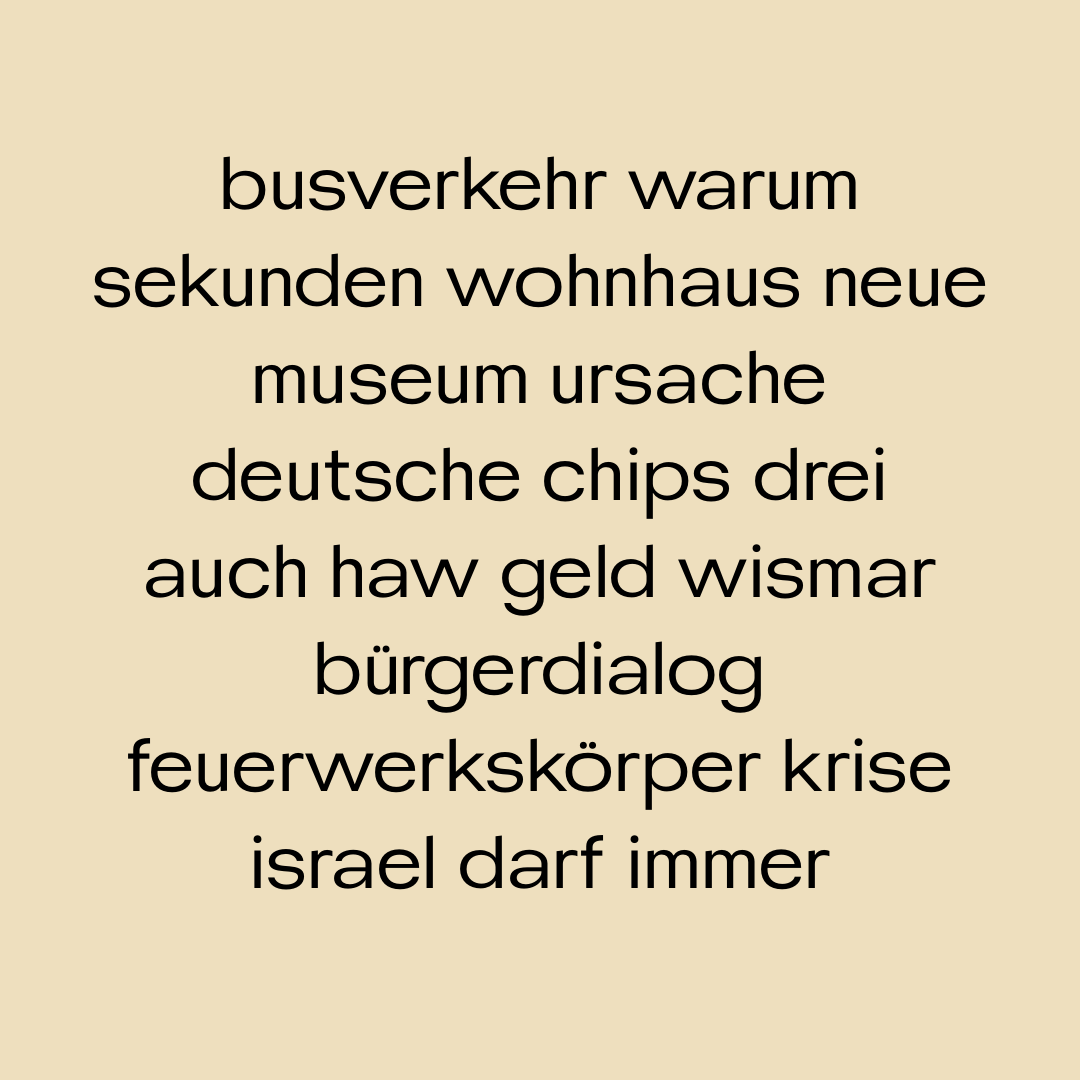 busverkehr warum
sekunden wohnhaus neue
museum ursache
deutsche chips drei
auch haw geld wismar
bürgerdialog
feuerwerkskörper krise
israel darf immer